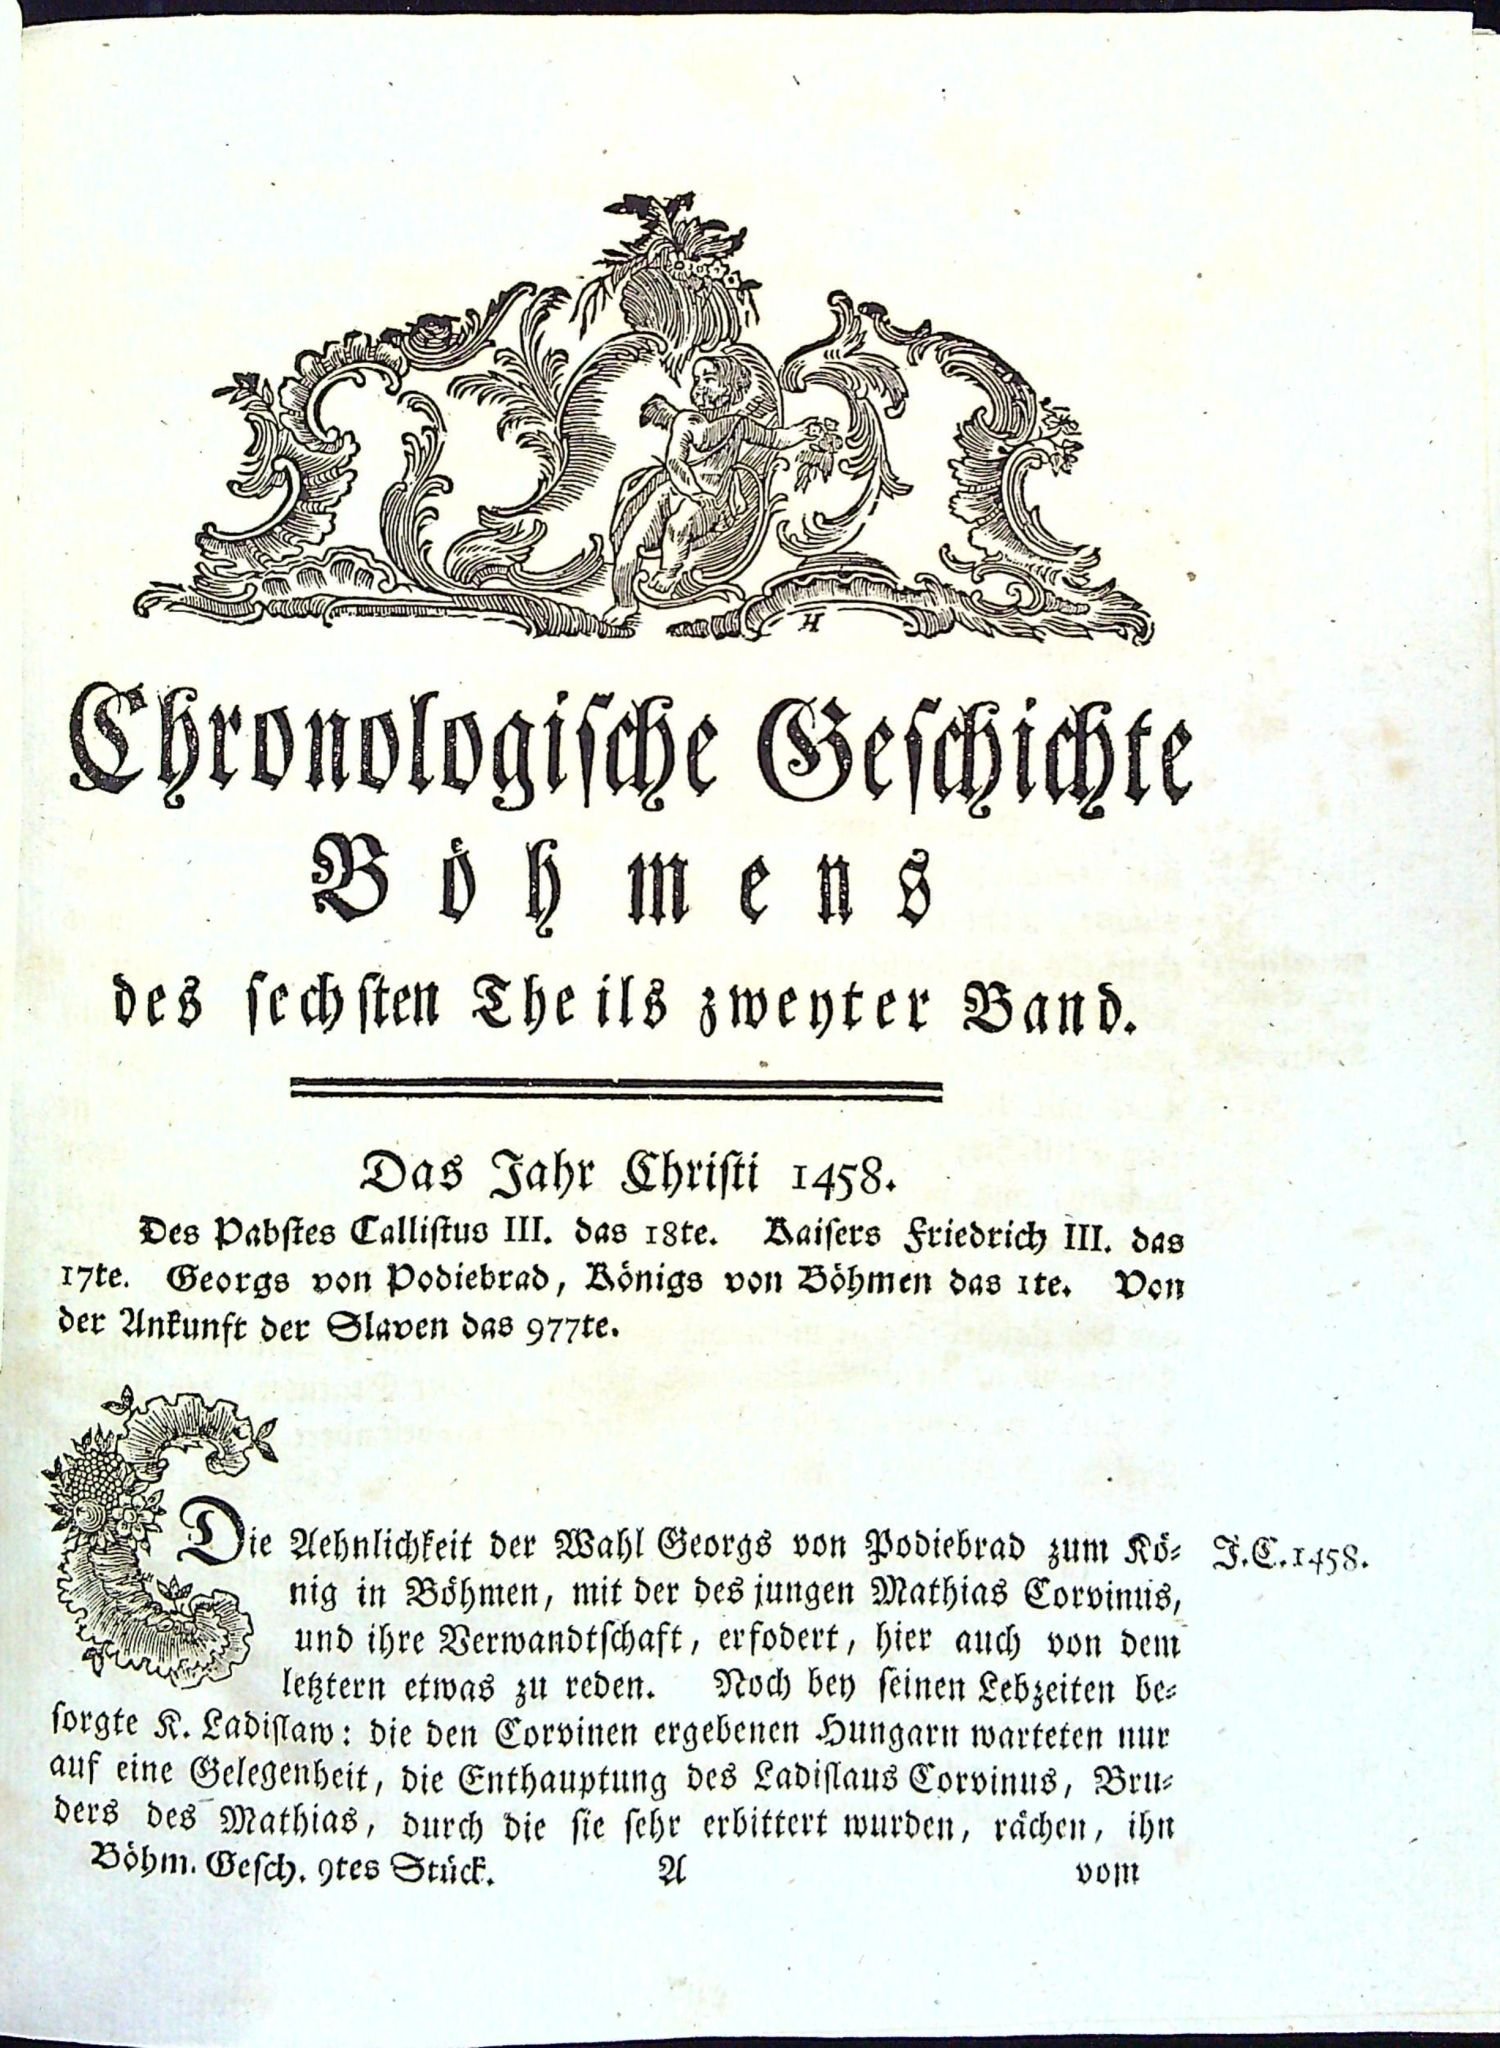 H
Chronologische Geschichte
Böhmens
des sechsten Theils zweyter Band.
Das Jahr Christi 1458.
Des Pabstes Callistus III. das 18te. Kaisers Friedrich III. das
17te. Georgs von Podiebrad, Königs von Böhmen das 1te. Von
der Ankunft der Slaven das 977te.
Die Aehnlichkeit der Wahl Georgs von Podiebrad zum Kö- J.C.1458.
nig in Böhmen, mit der des jungen Mathias Corvinus,
und ihre Verwandtschaft, erfodert, hier auch von dem
letztern etwas zu reden. Noch bey seinen Lebzeiten be-
sorgte K. Ladislaw: die den Corvinen ergebenen Hungarn warteten nur
auf eine Gelegenheit, die Enthauptung des Ladislaus Corvinus, Bru-
ders des Mathias, durch die sie sehr erbittert wurden, rächen, ihn
Böhm. Gesch. 9tes Stück. A vom